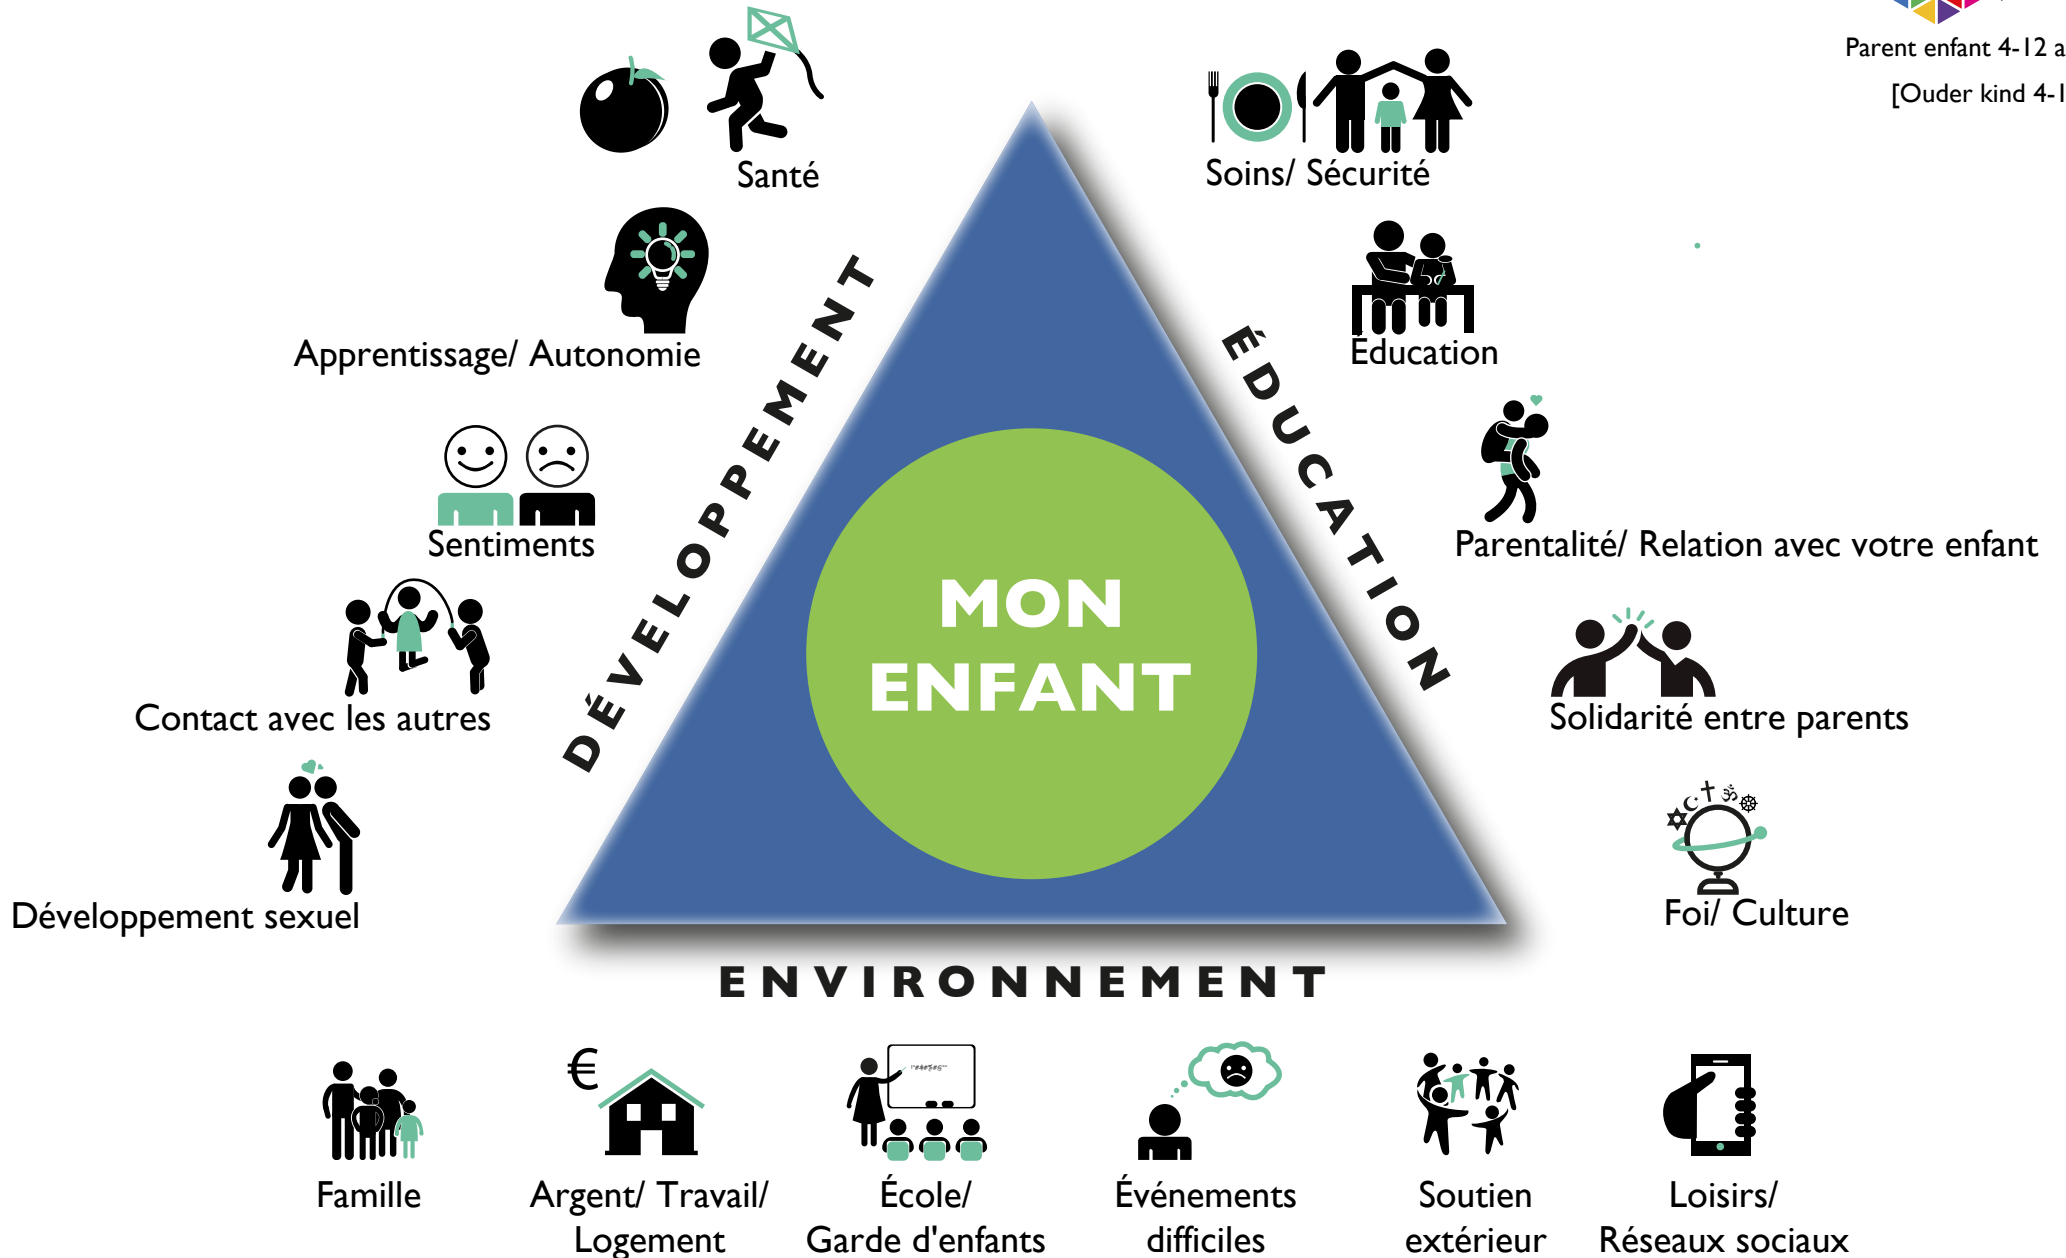 Parent enfant 4-12 a
[Ouder kind 4-1
Santé
Soins/ Sécurité
Apprentissage/ Autonomie
Éducation
Sentiments
Parentalité/ Relation avec votre enfant
Contact avec les autres
Solidarité entre parents
Développement sexuel
Foi/ Culture
DÉVELOPPEMENT
ÉDUCATION
MON
ENFANT
ENVIRONNEMENT
€
Famille
Argent/ Travail/
Logement
École/
Garde d'enfants
Événements
difficiles
Soutien
extérieur
Loisirs/
Réseaux sociaux